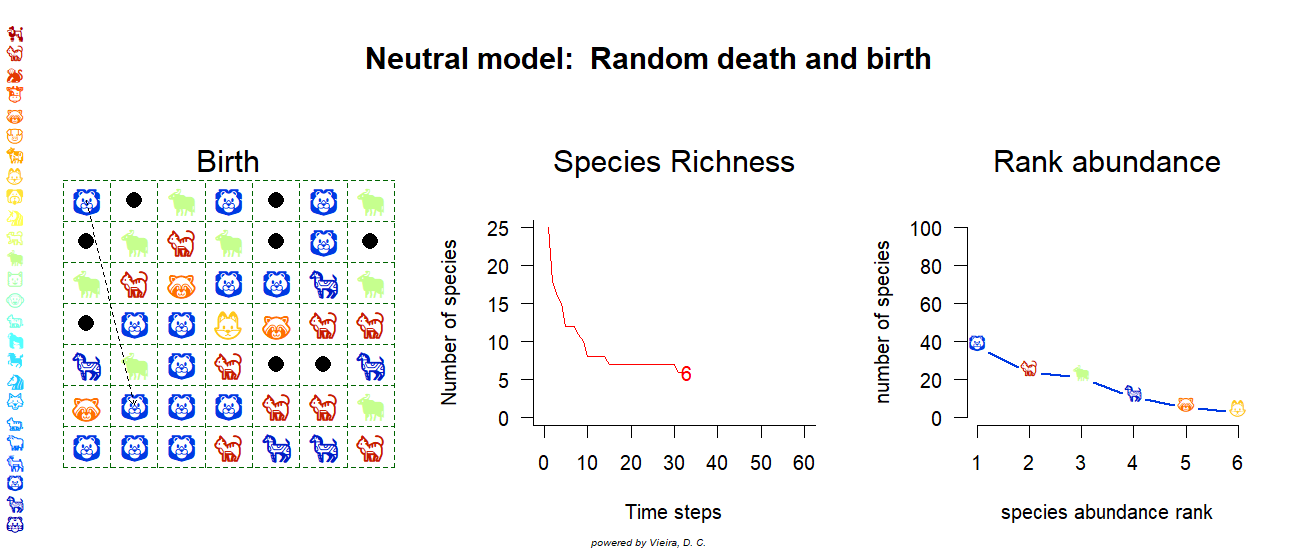 Neutral model:  Random death and birth
Birth
Species Richness
Rank abundance
Number of species
25
20
15
10
5
0
6
0 10 20 30 40 50 60
Time steps
number of species
100
80
60
40
20
0
1 2 3 4 5 6
species abundance rank
powered by Vieira, D. C.